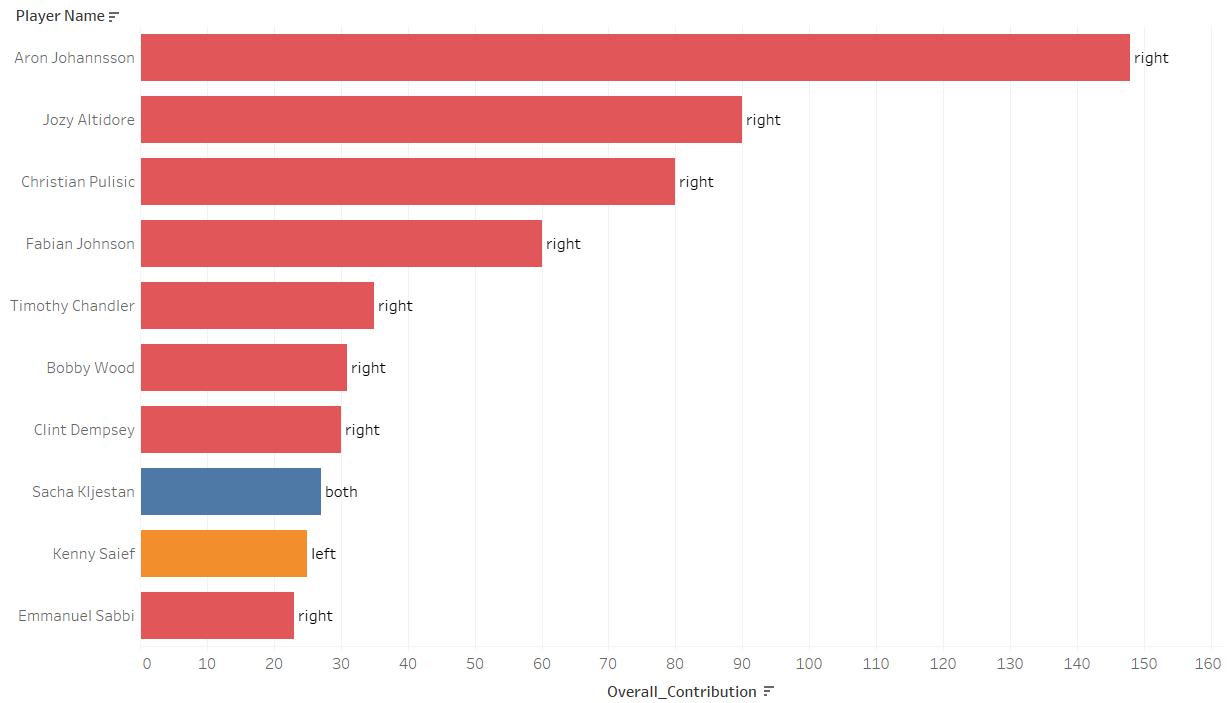 Player Name
Aron Johannsson right
Jozy Altidore right
Christian Pulisic right
Fabian Johnson right
Timothy Chandler right
Bobby Wood right
Clint Dempsey right
Sacha Kljestan both
Kenny Saief left
Emmanuel Sabbi right
0 10 20 30 40 50 60 70 80 90 100 110 120 130 140 150 160
Overall_Contribution